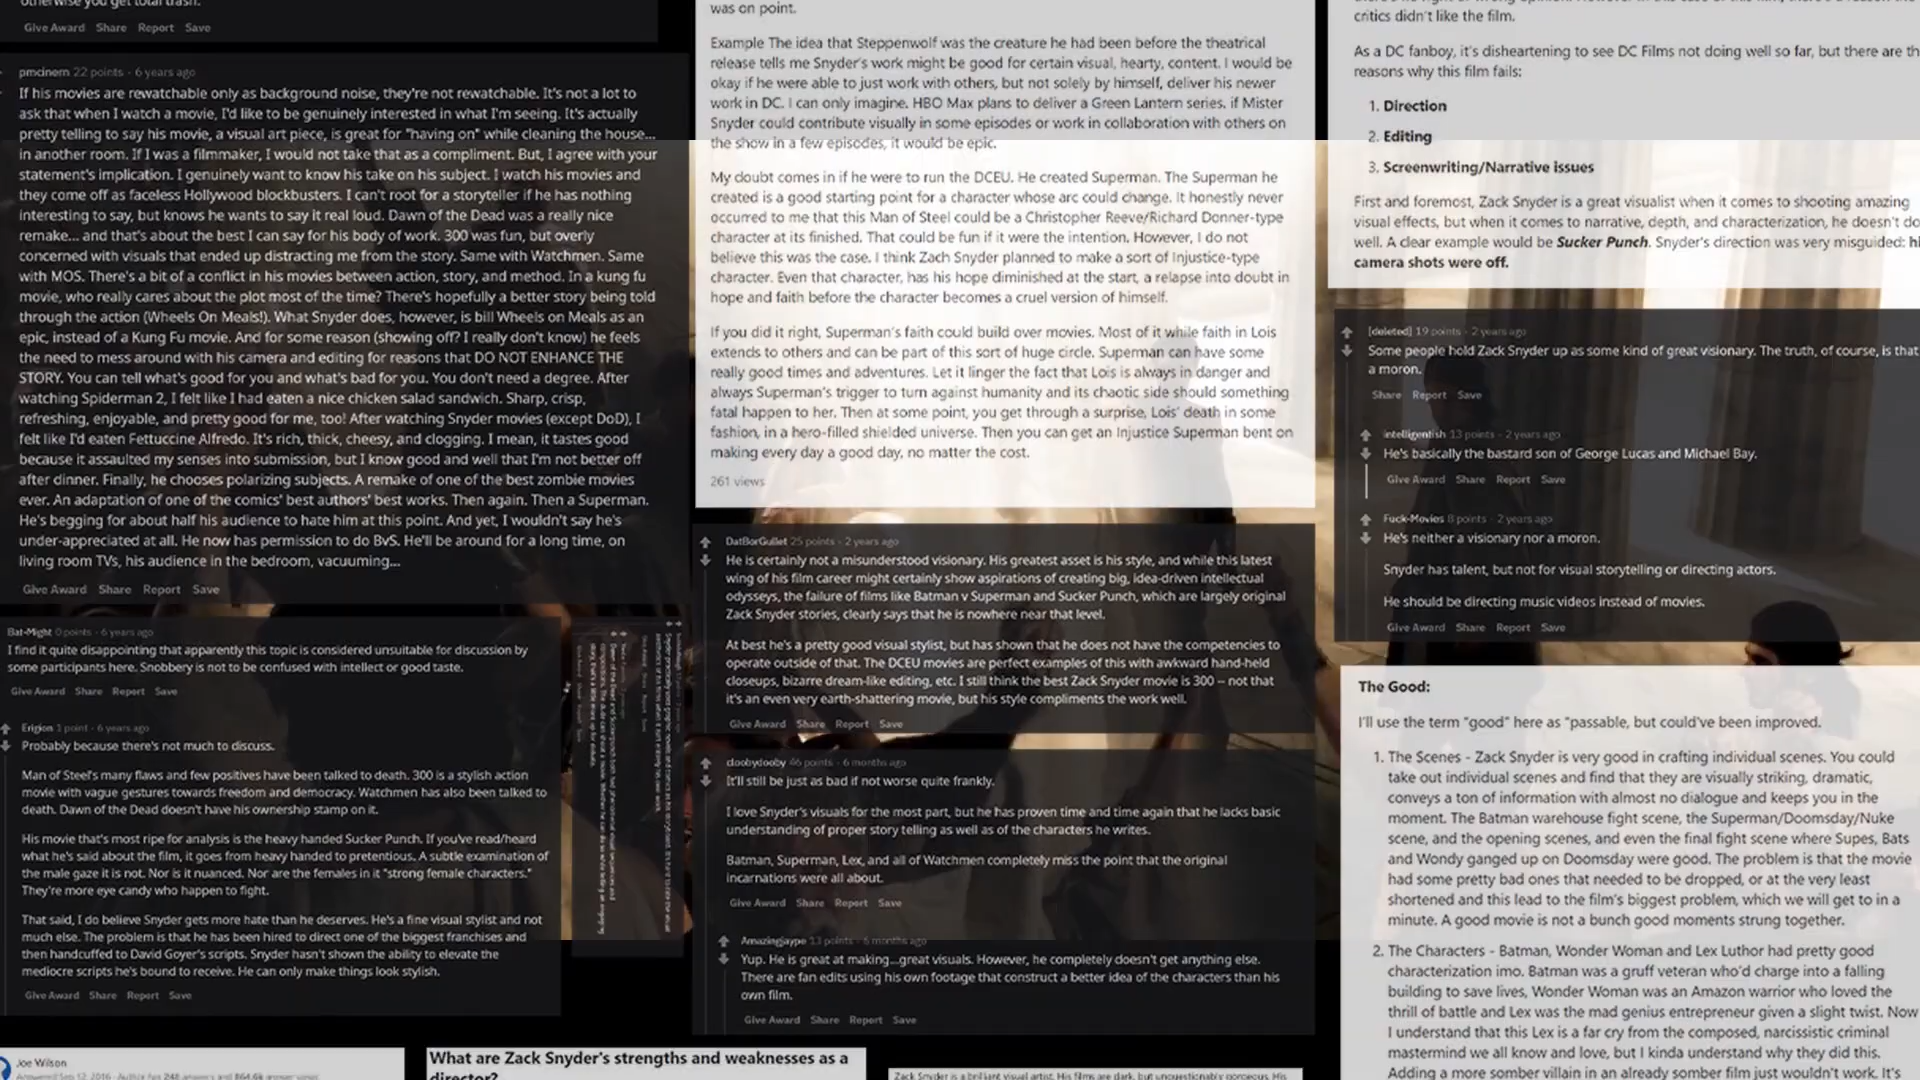 otherwise you get total trash.
Give Award Share Report Save
pmcinem 22 points · 6 years ago
If his movies are rewatchable only as background noise, they're not rewatchable. It's not a lot to
ask that when I watch a movie, I'd like to be genuinely interested in what I'm seeing. It's actually
pretty telling to say his movie, a visual art piece, is great for "having on" while cleaning the house...
in another room. If I was a filmmaker, I would not take that as a compliment. But, I agree with your
statement's implication. I genuinely want to know his take on his subject. I watch his movies and
they come off as faceless Hollywood blockbusters. I can't root for a storyteller if he has nothing
interesting to say, but knows he wants to say it real loud. Dawn of the Dead was a really nice
remake... and that's about the best I can say for his body of work. 300 was fun, but overly
concerned with visuals that ended up distracting me from the story. Same with Watchmen. Same
with MOS. There's a bit of a conflict in his movies between action, story, and method. In a kung fu
movie, who really cares about the plot most of the time? There's hopefully a better story being told
through the action (Wheels On Meals!). What Snyder does, however, is bill Wheels on Meals as an
epic, instead of a Kung Fu movie. And for some reason (showing off? I really don't know) he feels
the need to mess around with his camera and editing for reasons that DO NOT ENHANCE THE
STORY. You can tell what's good for you and what's bad for you. You don't need a degree. After
watching Spiderman 2, I felt like I had eaten a nice chicken salad sandwich. Sharp, crisp,
refreshing, enjoyable, and pretty good for me, too! After watching Snyder movies (except DoD), I
felt like I'd eaten Fettuccine Alfredo. It's rich, thick, cheesy, and clogging. I mean, it tastes good
because it assaulted my senses into submission, but I know good and well that I'm not better off
after dinner. Finally, he chooses polarizing subjects. A remake of one of the best zombie movies
ever. An adaptation of one of the comics' best authors' best works. Then again. Then a Superman.
He's begging for about half his audience to hate him at this point. And yet, I wouldn't say he's
under-appreciated at all. He now has permission to do BvS. He'll be around for a long time, on
living room TVs, his audience in the bedroom, vacuuming...
Give Award Share Report Save
Bat-Might 0 points · 6 years ago
I find it quite disappointing that apparently this topic is considered unsuitable for discussion by
some participants here. Snobbery is not to be confused with intellect or good taste.
Give Award Share Report Save
Erigion 1 point · 6 years ago
Probably because there's not much to discuss.
Man of Steel's many flaws and few positives have been talked to death. 300 is a stylish action
movie with vague gestures towards freedom and democracy. Watchmen has also been talked to
death. Dawn of the Dead doesn't have his ownership stamp on it.
His movie that's most ripe for analysis is the heavy handed Sucker Punch. If you've read/heard
what he's said about the film, it goes from heavy handed to pretentious. A subtle examination of
the male gaze it is not. Nor is it nuanced. Nor are the females in it "strong female characters."
They're more eye candy who happen to fight.
That said, I do believe Snyder gets more hate than he deserves. He's a fine visual stylist and not
much else. The problem is that he has been hired to direct one of the biggest franchises and
then handcuffed to David Goyer's scripts. Snyder hasn't shown the ability to elevate the
mediocre scripts he's bound to receive. He can only make things look stylish.
Give Award Share Report Save
Joe Wilson
Answered Sep 12, 2016 · Author has 248 answers and 864.6k answer views
was on point.
Example The idea that Steppenwolf was the creature he had been before the theatrical
release tells me Snyder's work might be good for certain visual, hearty, content. I would be
okay if he were able to just work with others, but not solely by himself, deliver his newer
work in DC. I can only imagine. HBO Max plans to deliver a Green Lantern series, if Mister
Snyder could contribute visually in some episodes or work in collaboration with others on
the show in a few episodes, it would be epic.
My doubt comes in if he were to run the DCEU. He created Superman. The Superman he
created is a good starting point for a character whose arc could change. It honestly never
occurred to me that this Man of Steel could be a Christopher Reeve/Richard Donner-type
character at its finished. That could be fun if it were the intention. However, I do not
believe this was the case. I think Zach Snyder planned to make a sort of Injustice-type
character. Even that character, has his hope diminished at the start, a relapse into doubt in
hope and faith before the character becomes a cruel version of himself.
If you did it right, Superman's faith could build over movies. Most of it while faith in Lois
extends to others and can be part of this sort of huge circle. Superman can have some
really good times and adventures. Let it linger the fact that Lois is always in danger and
always Superman's trigger to turn against humanity and its chaotic side should something
fatal happen to her. Then at some point, you get through a surprise, Lois' death in some
fashion, in a hero-filled shielded universe. Then you can get an Injustice Superman bent on
making every day a good day, no matter the cost.
261 views
DatBorGullet 25 points · 2 years ago
He is certainly not a misunderstood visionary. His greatest asset is his style, and while this latest
wing of his film career might certainly show aspirations of creating big, idea-driven intellectual
odysseys, the failure of films like Batman v Superman and Sucker Punch, which are largely original
Zack Snyder stories, clearly says that he is nowhere near that level.
At best he's a pretty good visual stylist, but has shown that he does not have the competencies to
operate outside of that. The DCEU movies are perfect examples of this with awkward hand-held
closeups, bizarre dream-like editing, etc. I still think the best Zack Snyder movie is 300 -- not that
it's an even very earth-shattering movie, but his style compliments the work well.
Give Award Share Report Save
doobydooby 46 points · 6 months ago
It'll still be just as bad if not worse quite frankly.
I love Snyder's visuals for the most part, but he has proven time and time again that he lacks basic
understanding of proper story telling as well as of the characters he writes.
Batman, Superman, Lex, and all of Watchmen completely miss the point that the original
incarnations were all about.
Give Award Share Report Save
Amazingjaype 13 points · 6 months ago
Yup. He is great at making...great visuals. However, he completely doesn't get anything else.
There are fan edits using his own footage that construct a better idea of the characters than his
own film.
Give Award Share Report Save
What are Zack Snyder's strengths and weaknesses as a
director?
Zack Snyder is a brilliant visual artist. His films are dark, but unquestionably gorgeous. His
critics didn't like the film.
As a DC fanboy, it's disheartening to see DC Films not doing well so far, but there are th
reasons why this film fails:
1. Direction
2. Editing
3. Screenwriting/Narrative issues
First and foremost, Zack Snyder is a great visualist when it comes to shooting amazing
visual effects, but when it comes to narrative, depth, and characterization, he doesn't do
well. A clear example would be Sucker Punch. Snyder's direction was very misguided: hi
camera shots were off.
[deleted] 19 points · 2 years ago
Some people hold Zack Snyder up as some kind of great visionary. The truth, of course, is that
a moron.
Share Report Save
intelligentish 13 points · 2 years ago
He's basically the bastard son of George Lucas and Michael Bay.
Give Award Share Report Save
Fuck-Movies 8 points · 2 years ago
He's neither a visionary nor a moron.
Snyder has talent, but not for visual storytelling or directing actors.
He should be directing music videos instead of movies.
Give Award Share Report Save
The Good:
I'll use the term "good" here as "passable, but could've been improved.
1. The Scenes - Zack Snyder is very good in crafting individual scenes. You could
take out individual scenes and find that they are visually striking, dramatic,
conveys a ton of information with almost no dialogue and keeps you in the
moment. The Batman warehouse fight scene, the Superman/Doomsday/Nuke
scene, and the opening scenes, and even the final fight scene where Supes, Bats
and Wondy ganged up on Doomsday were good. The problem is that the movie
had some pretty bad ones that needed to be dropped, or at the very least
shortened and this lead to the film's biggest problem, which we will get to in a
minute. A good movie is not a bunch good moments strung together.
2. The Characters - Batman, Wonder Woman and Lex Luthor had pretty good
characterization imo. Batman was a gruff veteran who'd charge into a falling
building to save lives, Wonder Woman was an Amazon warrior who loved the
thrill of battle and Lex was the mad genius entrepreneur given a slight twist. Now
I understand that this Lex is a far cry from the composed, narcissistic criminal
mastermind we all know and love, but I kinda understand why they did this.
Adding a more somber villain in an already somber film just wouldn't work. It's